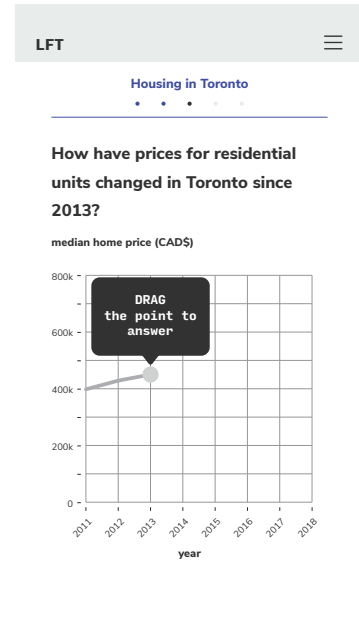 LFT
Housing in Toronto
How have prices for residential
units changed in Toronto since
2013?
median home price (CAD$)
800k
DRAG
the point to
answer
600k
400k
200k
0
2011 2012 2013 2014 2015 2016 2017 2018
year